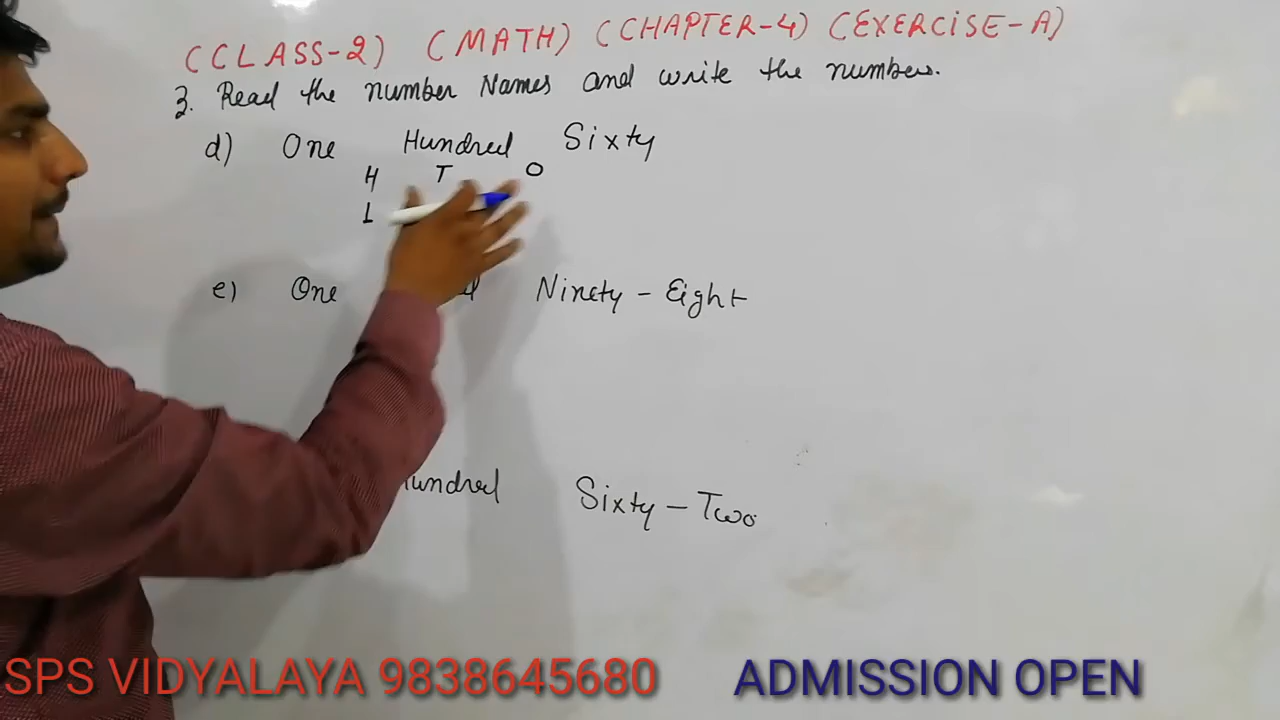 (CLASS-2) (MATH) (CHAPTER-4) (EXERCISE-A)
3. Read the number Names and write the numbers.
d) One Hundred Sixty
H T O
1
e) One Ninety - Eight
Sixty - Two
SPS VIDYALAYA 9838645680 ADMISSION OPEN